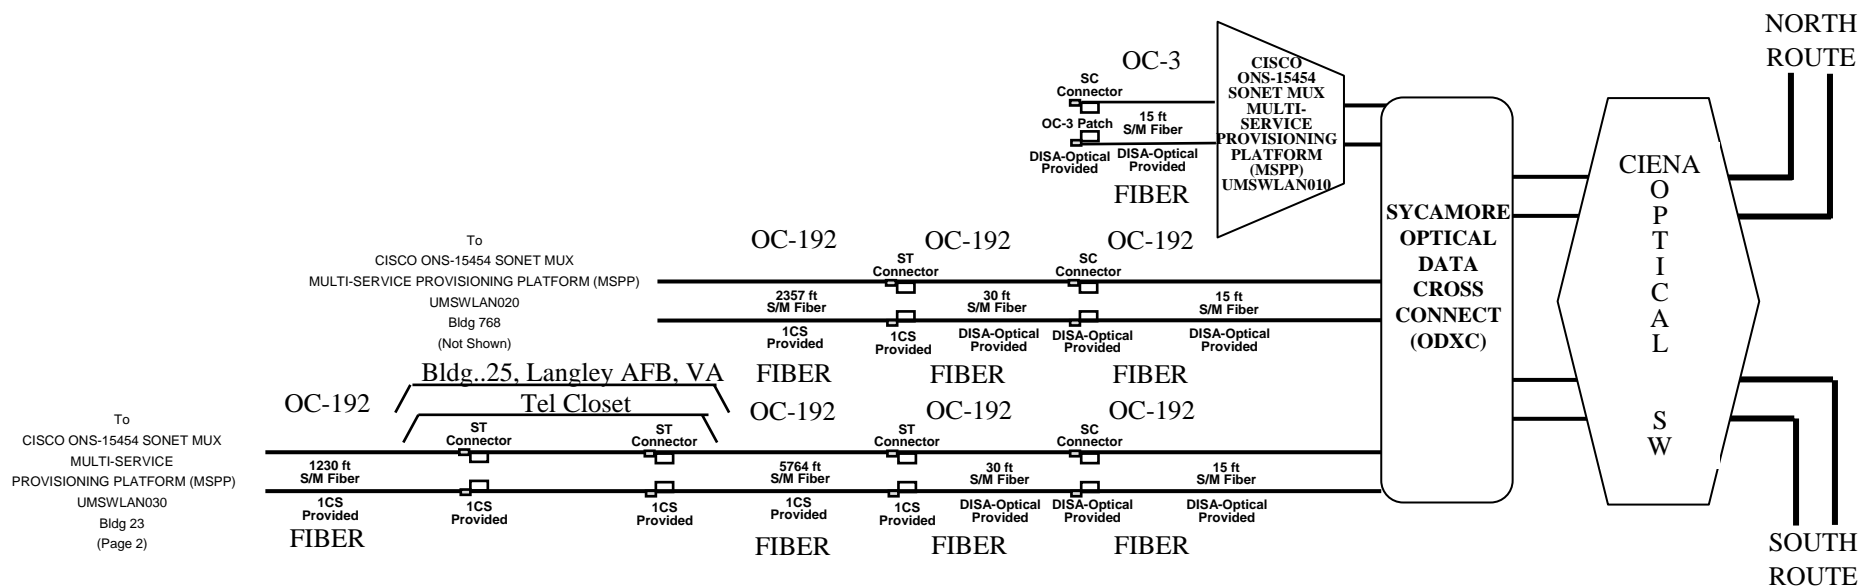 NORTH
ROUTE
OC-3
SC
Connector
OC-3 Patch
15 ft
S/M Fiber
DISA-Optical
Provided
DISA-Optical
Provided
FIBER
CISCO
ONS-15454
SONET MUX
MULTI-
SERVICE
PROVISIONING
PLATFORM
(MSPP)
UMSWLAN010
SYCAMORE
OPTICAL
DATA
CROSS
CONNECT
(ODXC)
CIENA
O
P
T
I
C
A
L
S
W
To
CISCO ONS-15454 SONET MUX
MULTI-SERVICE PROVISIONING PLATFORM (MSPP)
UMSWLAN020
Bldg 768
(Not Shown)
OC-192
OC-192
OC-192
ST
Connector
SC
Connector
2357 ft
S/M Fiber
30 ft
S/M Fiber
15 ft
S/M Fiber
1CS
Provided
1CS
Provided
DISA-Optical
Provided
DISA-Optical
Provided
DISA-Optical
Provided
FIBER
FIBER
FIBER
Bldg..25, Langley AFB, VA
Tel Closet
To
CISCO ONS-15454 SONET MUX
MULTI-SERVICE
PROVISIONING PLATFORM (MSPP)
UMSWLAN030
Bldg 23
(Page 2)
OC-192
OC-192
OC-192
OC-192
ST
Connector
ST
Connector
ST
Connector
SC
Connector
1230 ft
S/M Fiber
5764 ft
S/M Fiber
30 ft
S/M Fiber
15 ft
S/M Fiber
1CS
Provided
1CS
Provided
1CS
Provided
1CS
Provided
1CS
Provided
DISA-Optical
Provided
DISA-Optical
Provided
DISA-Optical
Provided
FIBER
FIBER
FIBER
FIBER
SOUTH
ROUTE